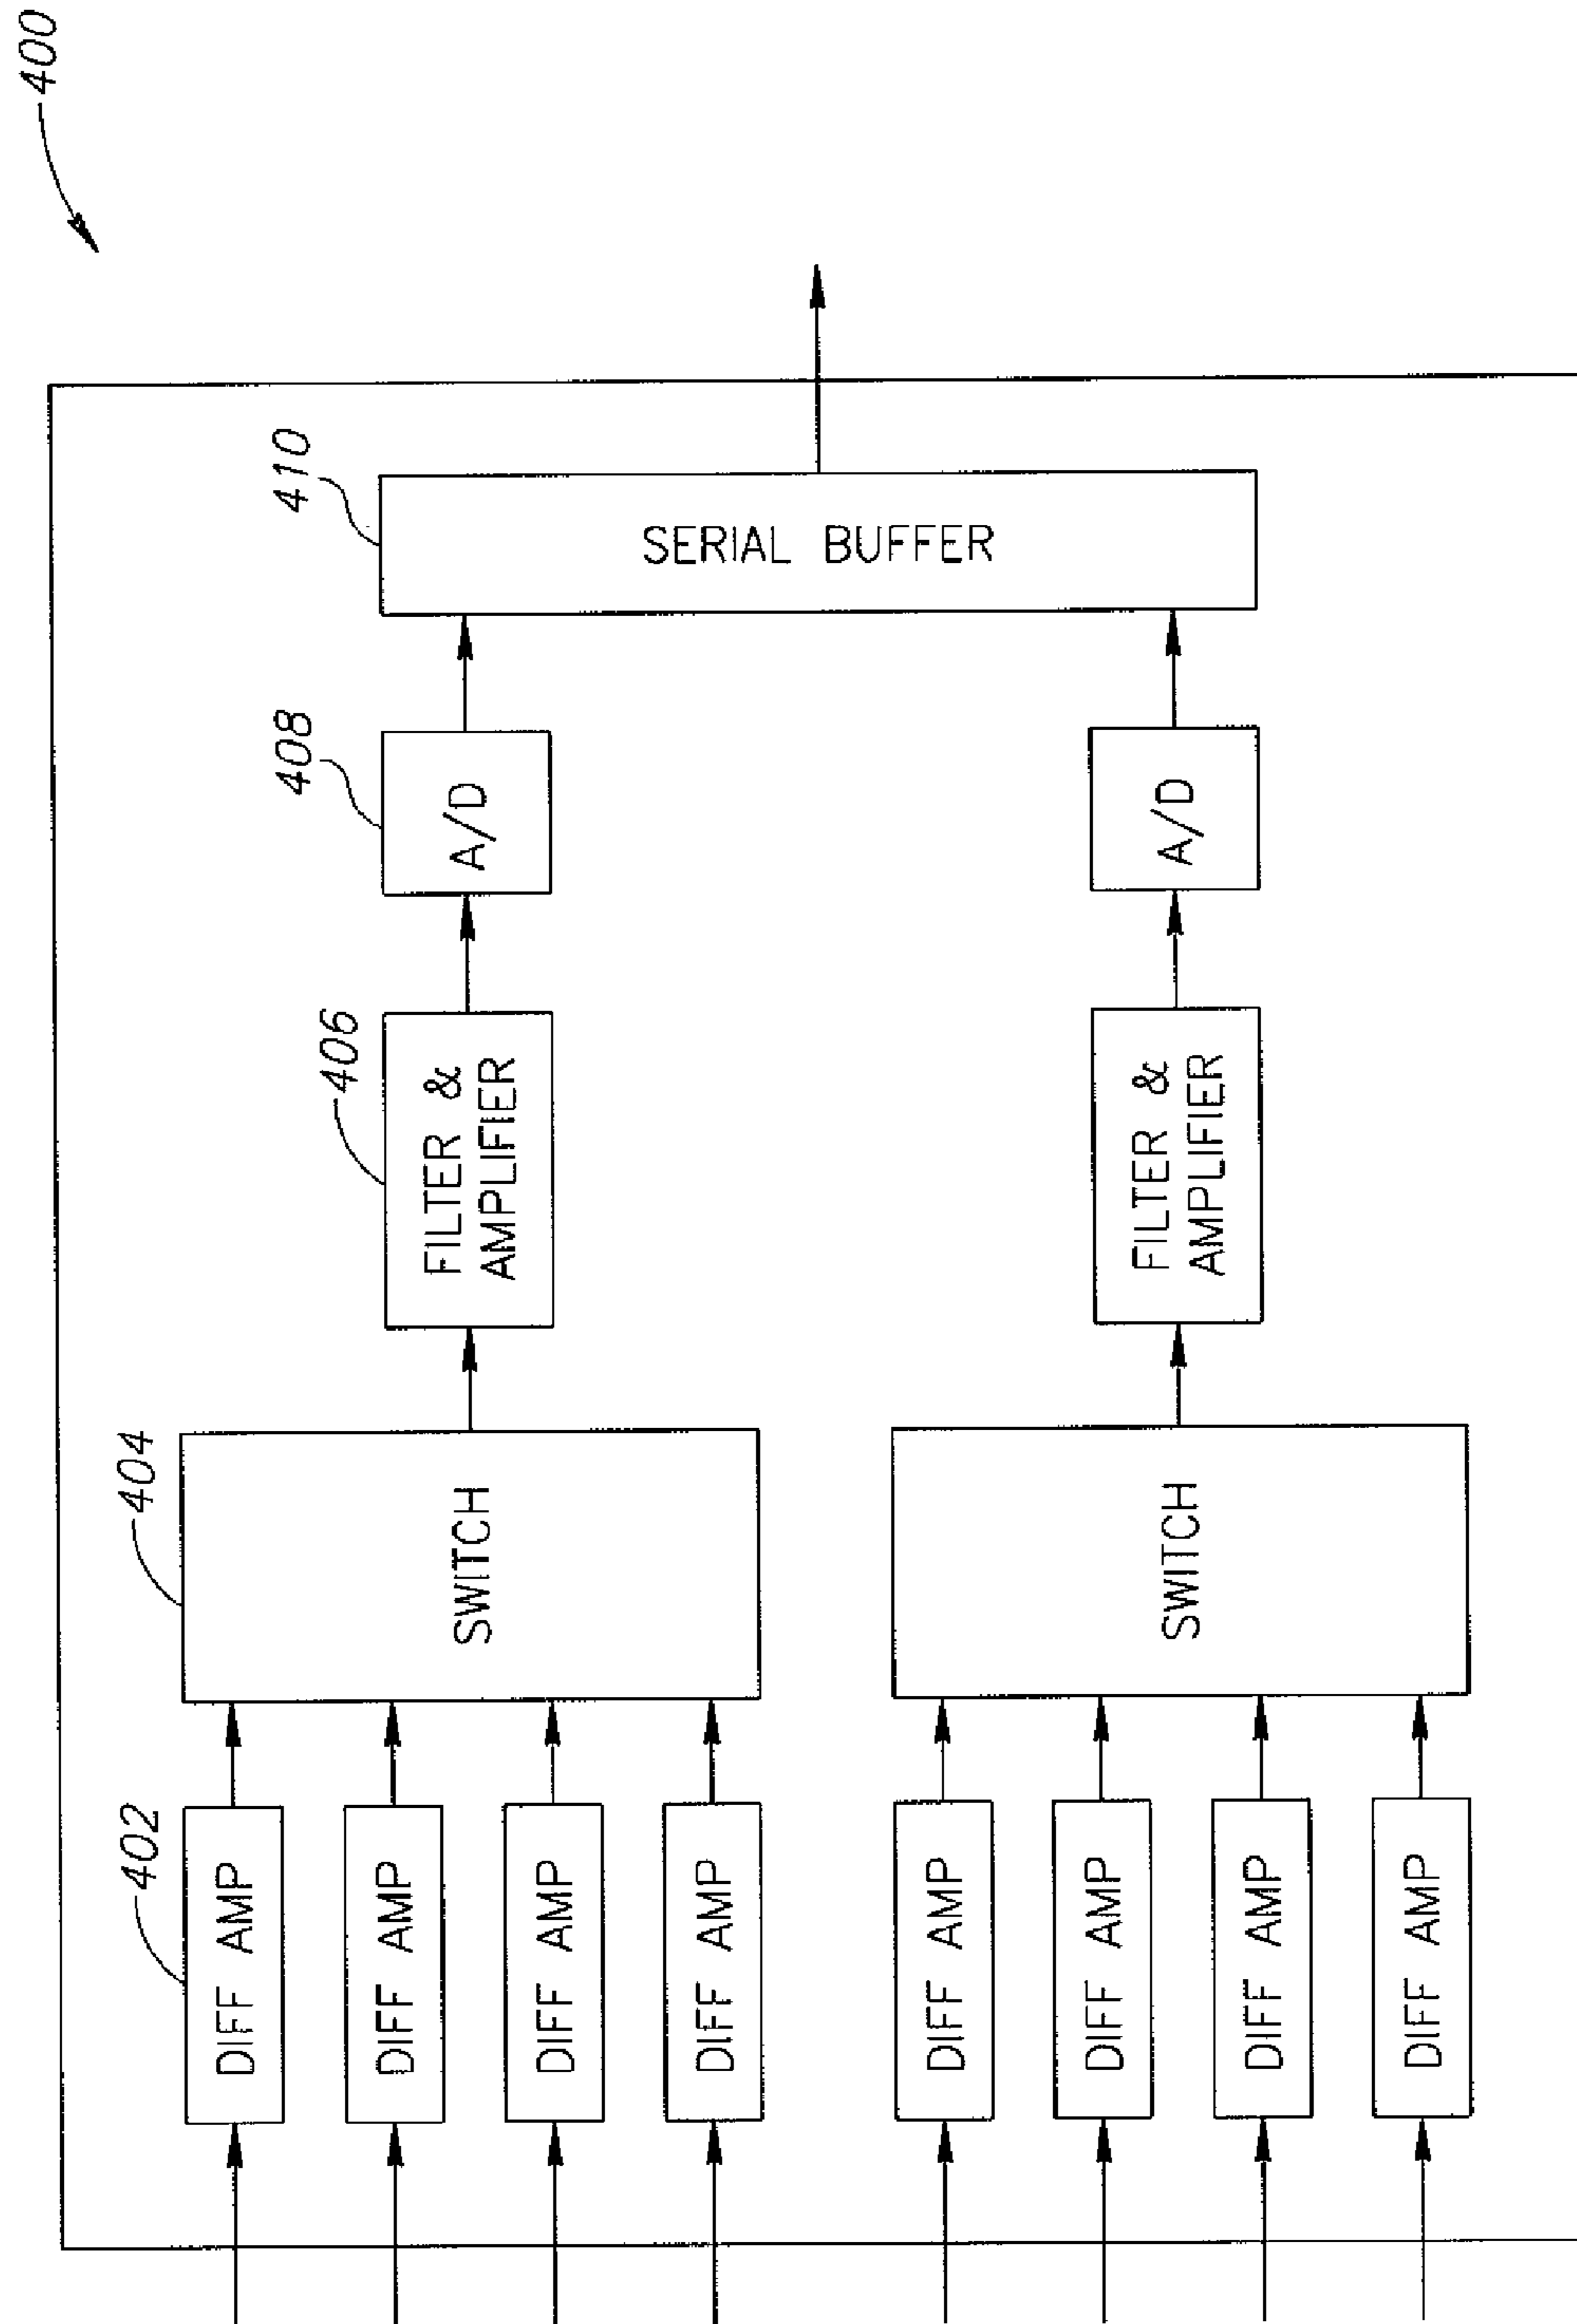 400
402
404
406
408
410
DIFF AMP
DIFF AMP
DIFF AMP
DIFF AMP
SWITCH
FILTER &
AMPLIFIER
A/D
SERIAL BUFFER
DIFF AMP
DIFF AMP
DIFF AMP
DIFF AMP
SWITCH
FILTER &
AMPLIFIER
A/D